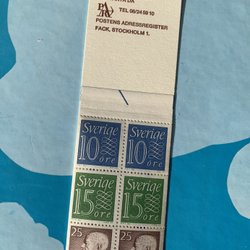 TEL 08/24 59 10
POSTENS ADRESSREGISTER
FACK, STOCKHOLM 1.
Sverige Sverige
10 10
öre öre
Sverige Sverige
15 15
öre öre
25 25